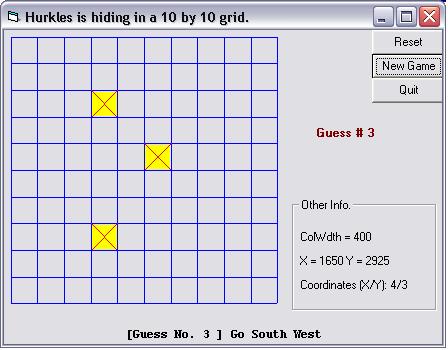 Hurkles is hiding in a 10 by 10 grid.
Reset
New Game
Quit
Guess # 3
Other Info.
ColWdth = 400
X = 1650 Y = 2925
Coordinates (X/Y): 4/3
[Guess No. 3 ] Go South West